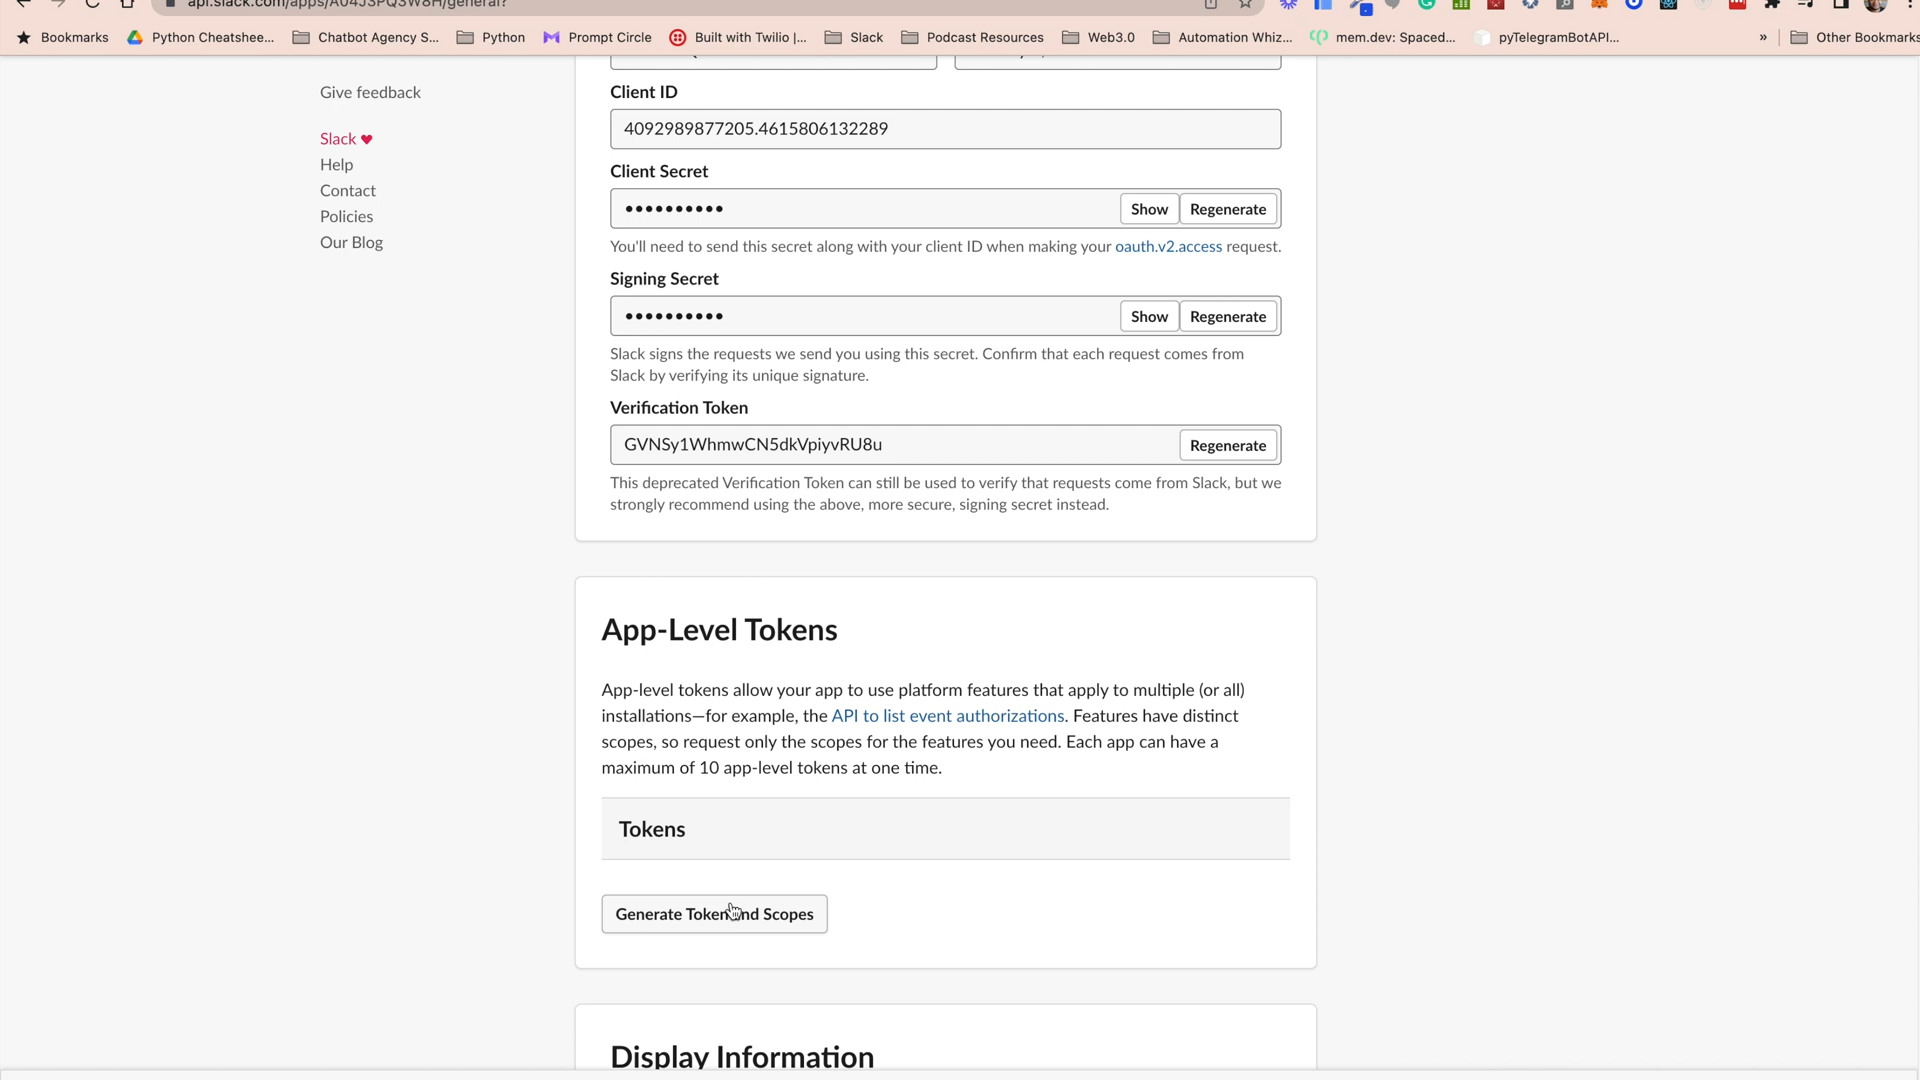 api.slack.com/apps/A04J3PQ3W8H/general?
Bookmarks
Python Cheatshee...
Chatbot Agency S...
Python
Prompt Circle
Built with Twilio |...
Slack
Podcast Resources
Web3.0
Automation Whiz...
mem.dev: Spaced...
pyTelegramBotAPI...
»
Other Bookmarks
Give feedback
Slack ♥
Help
Contact
Policies
Our Blog
Client ID
4092989877205.4615806132289
Client Secret
••••••••••
Show
Regenerate
You'll need to send this secret along with your client ID when making your oauth.v2.access request.
Signing Secret
••••••••••
Show
Regenerate
Slack signs the requests we send you using this secret. Confirm that each request comes from
Slack by verifying its unique signature.
Verification Token
GVNSy1WhmwCN5dkVpiyvRU8u
Regenerate
This deprecated Verification Token can still be used to verify that requests come from Slack, but we
strongly recommend using the above, more secure, signing secret instead.
App-Level Tokens
App-level tokens allow your app to use platform features that apply to multiple (or all)
installations—for example, the API to list event authorizations. Features have distinct
scopes, so request only the scopes for the features you need. Each app can have a
maximum of 10 app-level tokens at one time.
Tokens
Generate Token and Scopes
Display Information